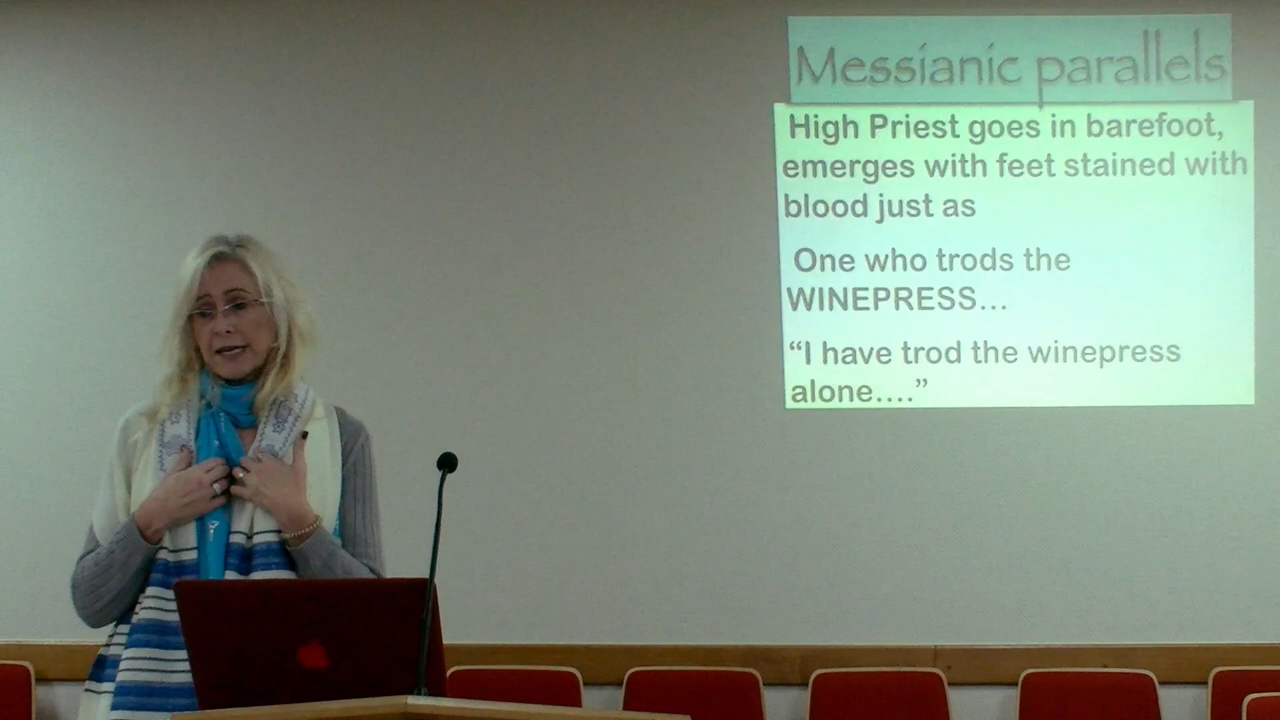 Messianic parallels
High Priest goes in barefoot,
emerges with feet stained with
blood just as
One who trods the
WINEPRESS…
“I have trod the winepress
alone….”